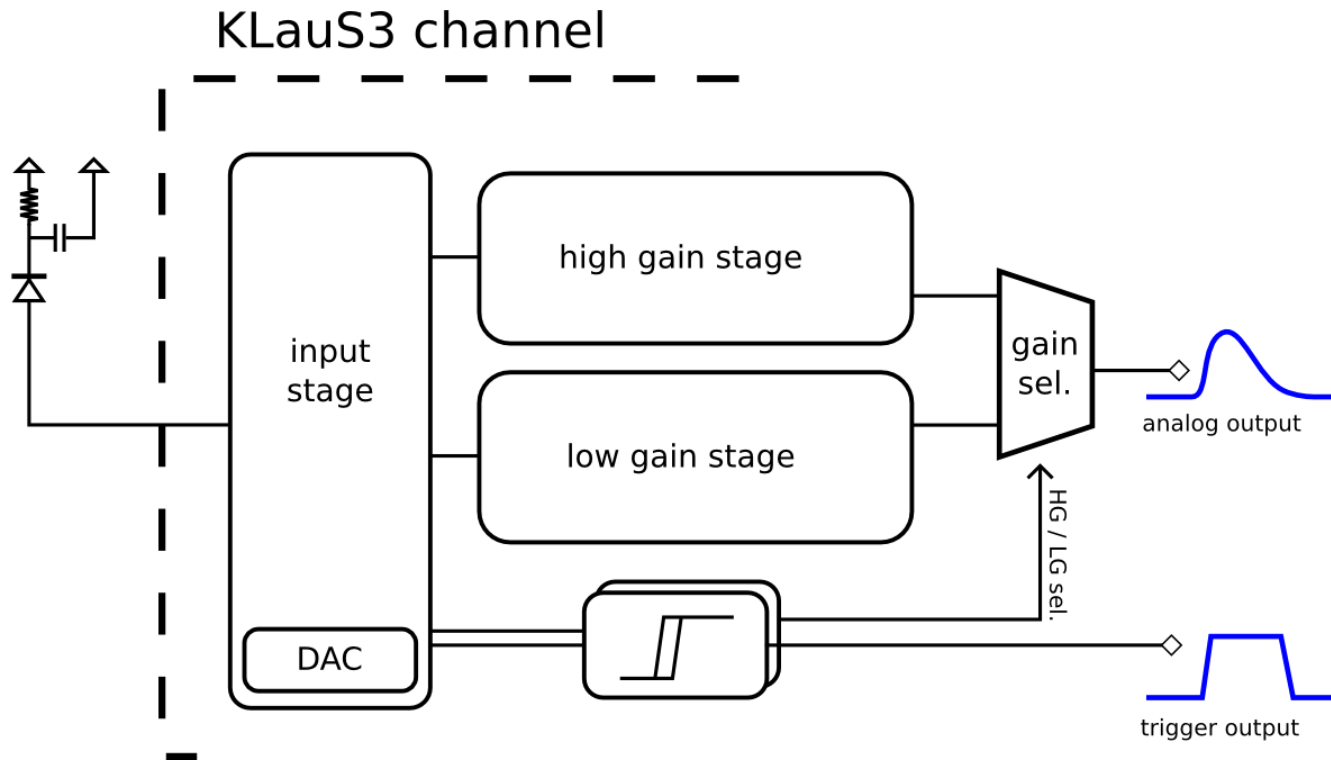 KLauS3 channel
high gain stage
input
stage
gain
sel.
low gain stage
analog output
HG / LG sel.
DAC
trigger output